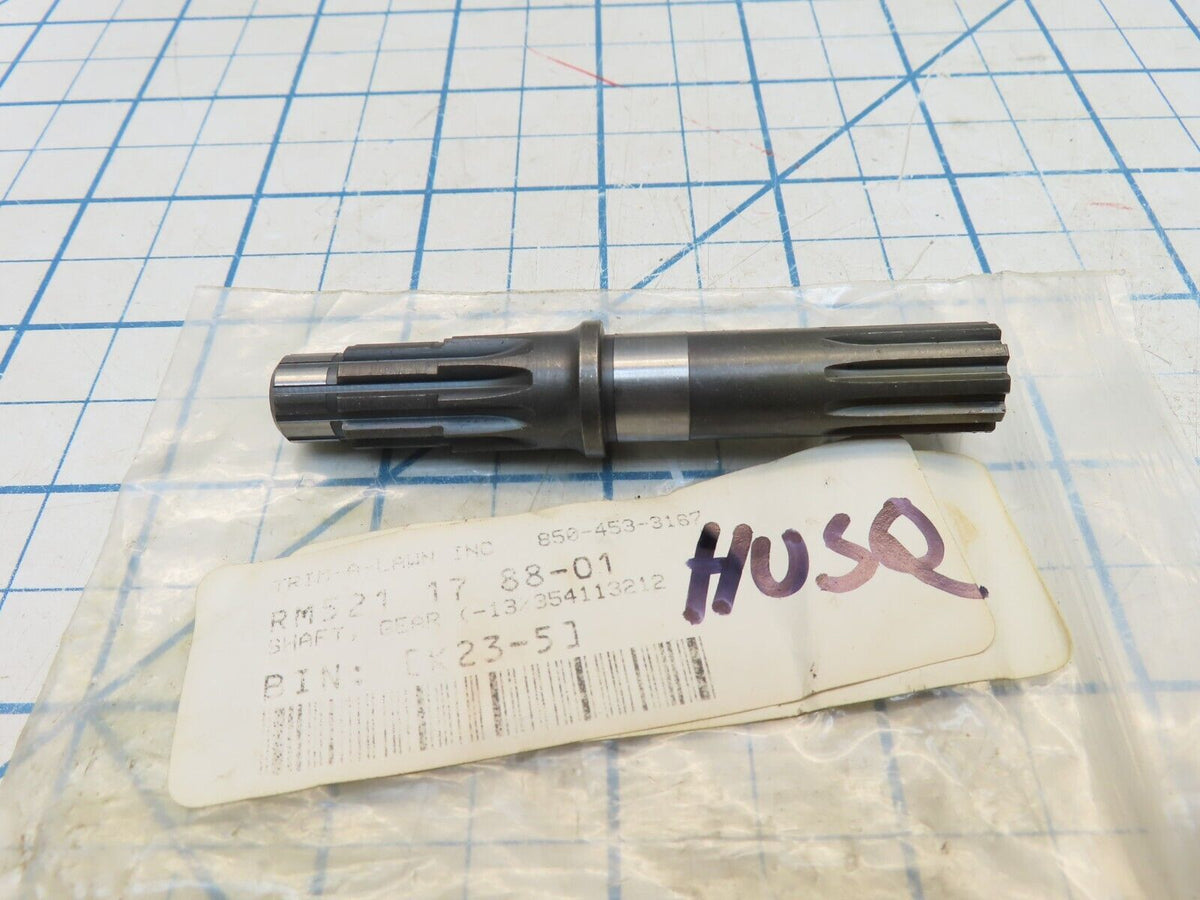 TRIM-A-LAWN INC 850-453-3167
RM521 17 88-01
SHAFT, GEAR (-13/354113212
BIN: [K23-5]
HUSQ